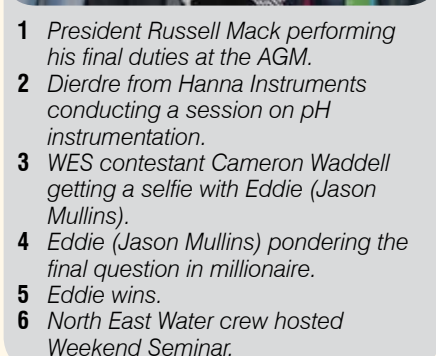 1 President Russell Mack performing
his final duties at the AGM.
2 Dierdre from Hanna Instruments
conducting a session on pH
instrumentation.
3 WES contestant Cameron Waddell
getting a selfie with Eddie (Jason
Mullins).
4 Eddie (Jason Mullins) pondering the
final question in millionaire.
5 Eddie wins.
6 North East Water crew hosted
Weekend Seminar.